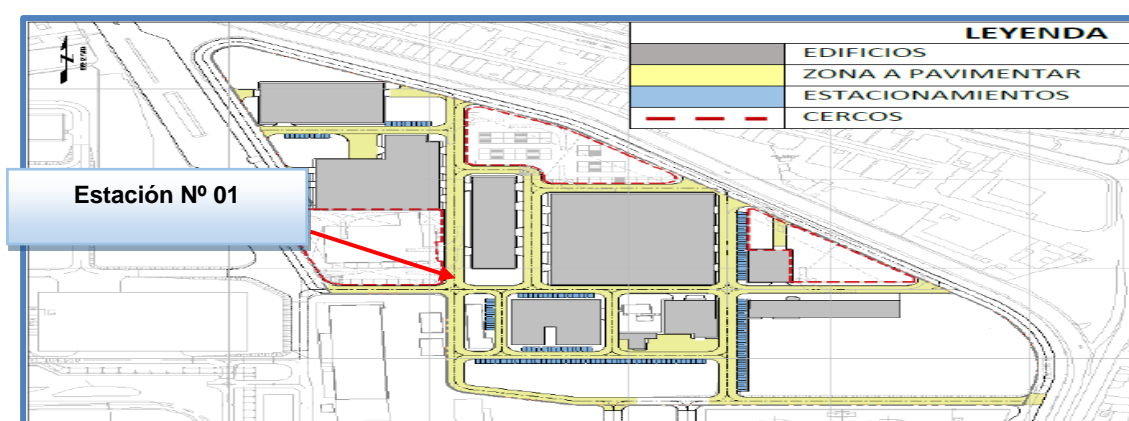 LEYENDA
EDIFICIOS
ZONA A PAVIMENTAR
ESTACIONAMIENTOS
CERCOS
Estación Nº 01